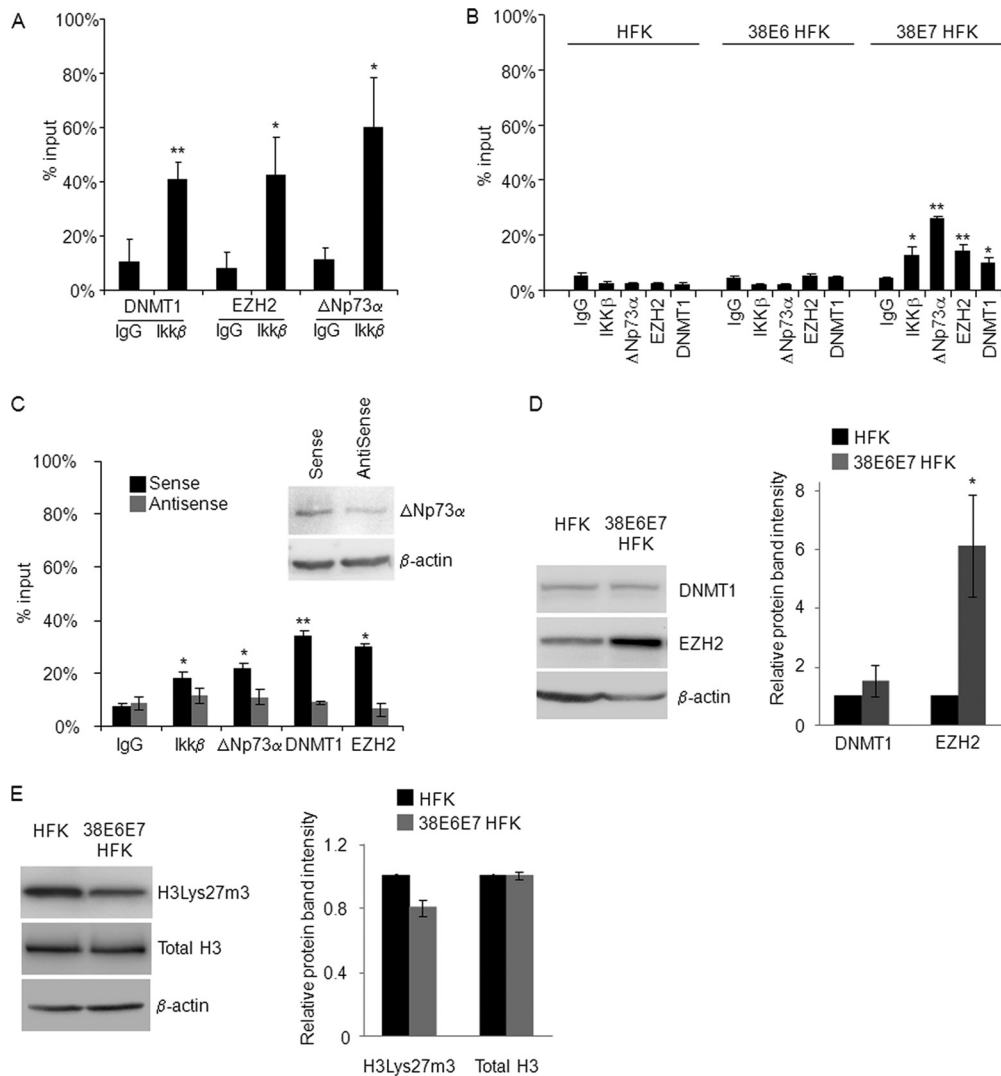 A
100%
80%
60%
40%
20%
0%
% input
**
*
*
DNMT1
EZH2
ΔNp73α
IgG Ikkβ
IgG Ikkβ
IgG Ikkβ
B
HFK
38E6 HFK
38E7 HFK
100%
80%
60%
40%
20%
0%
% input
*
**
**
*
IgG
IKKβ
ΔNp73α
EZH2
DNMT1
IgG
IKKβ
ΔNp73α
EZH2
DNMT1
IgG
IKKβ
ΔNp73α
EZH2
DNMT1
C
100%
80%
60%
40%
20%
0%
% input
Sense
Antisense
Sense
AntiSense
ΔNp73α
β-actin
*
*
**
*
IgG
Ikkβ
ΔNp73α
DNMT1
EZH2
D
HFK
38E6E7
HFK
DNMT1
EZH2
β-actin
HFK
38E6E7 HFK
Relative protein band intensity
8
6
4
2
0
*
DNMT1
EZH2
E
HFK
38E6E7
HFK
H3Lys27m3
Total H3
β-actin
HFK
38E6E7 HFK
Relative protein band intensity
1.2
0.8
0.4
0
H3Lys27m3
Total H3